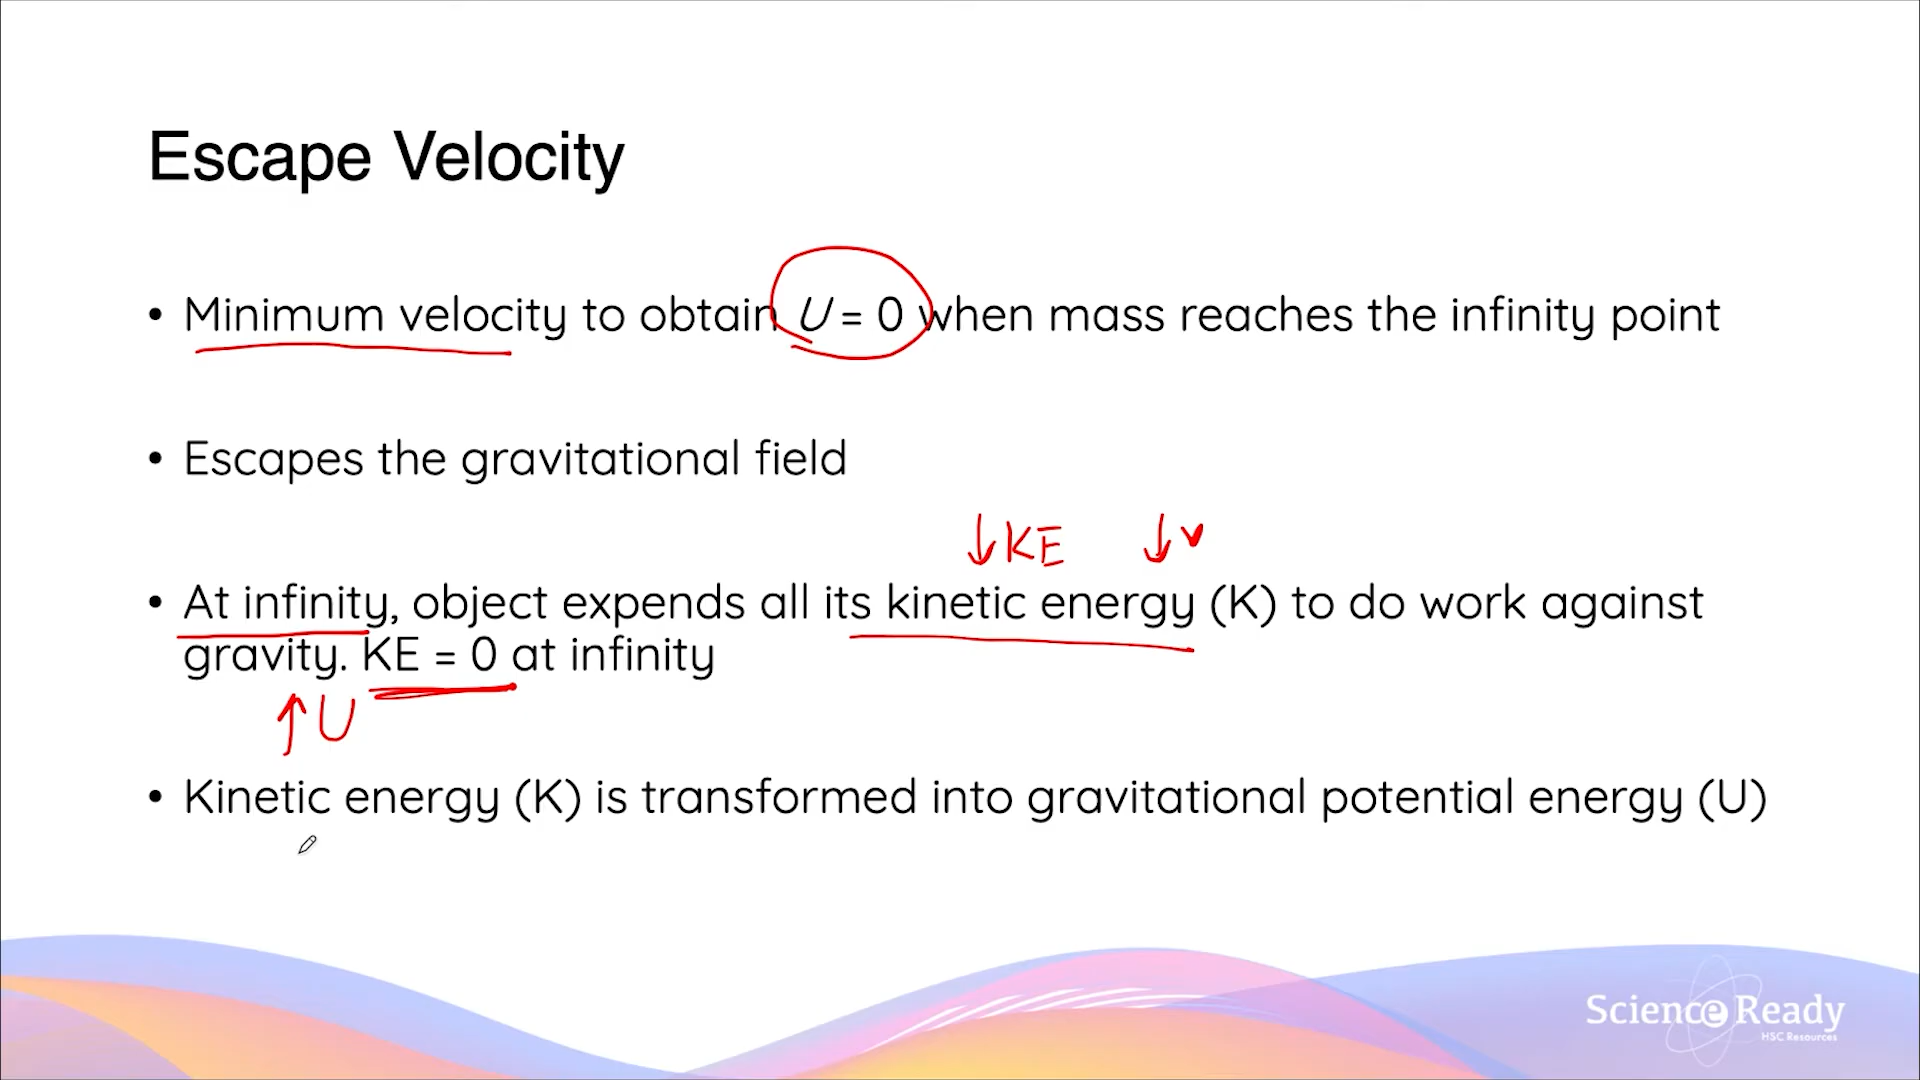 Escape Velocity
• Minimum velocity to obtain U = 0 when mass reaches the infinity point
• Escapes the gravitational field
↓KE ↓v
• At infinity, object expends all its kinetic energy (K) to do work against
gravity. KE = 0 at infinity
↑U
• Kinetic energy (K) is transformed into gravitational potential energy (U)
Science Ready
HSC Resources